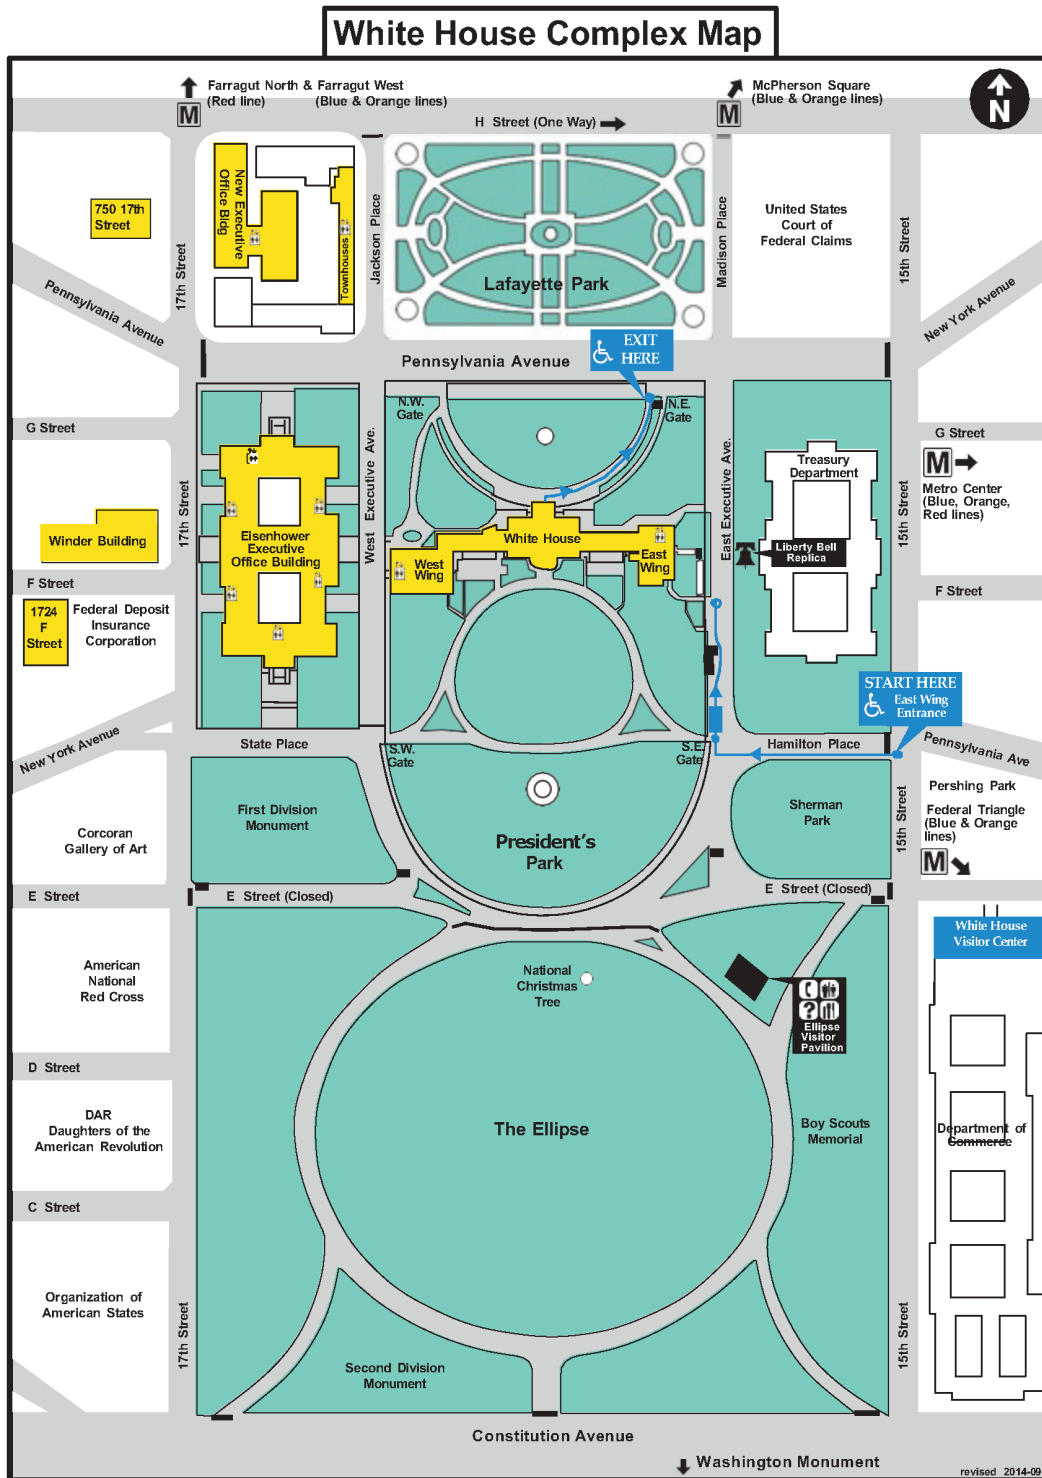 White House Complex Map
Farragut North & Farragut West
(Red line) (Blue & Orange lines)
M
McPherson Square
(Blue & Orange lines)
M
N
H Street (One Way)
750 17th
Street
New Executive
Office Bldg
Townhouses
17th Street
Jackson Place
Lafayette Park
Madison Place
United States
Court of
Federal Claims
15th Street
Pennsylvania Avenue
New York Avenue
EXIT
HERE
Pennsylvania Avenue
N.W.
Gate
N.E.
Gate
G Street
G Street
M
Metro Center
(Blue, Orange,
Red lines)
17th Street
West Executive Ave.
East Executive Ave.
15th Street
Treasury
Department
Winder Building
Eisenhower
Executive
Office Building
White House
West
Wing
East
Wing
Liberty Bell
Replica
F Street
F Street
1724
F
Street
Federal Deposit
Insurance
Corporation
START HERE
East Wing
Entrance
New York Avenue
State Place
S.W.
Gate
S.E.
Gate
Hamilton Place
Pennsylvania Ave
Pershing Park
Federal Triangle
(Blue & Orange
lines)
M
15th Street
First Division
Monument
President's
Park
Sherman
Park
Corcoran
Gallery of Art
E Street
E Street (Closed)
E Street (Closed)
White House
Visitor Center
American
National
Red Cross
National
Christmas
Tree
?
Ellipse
Visitor
Pavilion
D Street
DAR
Daughters of the
American Revolution
The Ellipse
Boy Scouts
Memorial
Department of
Commerce
C Street
Organization of
American States
17th Street
15th Street
Second Division
Monument
Constitution Avenue
Washington Monument
revised 2014-09